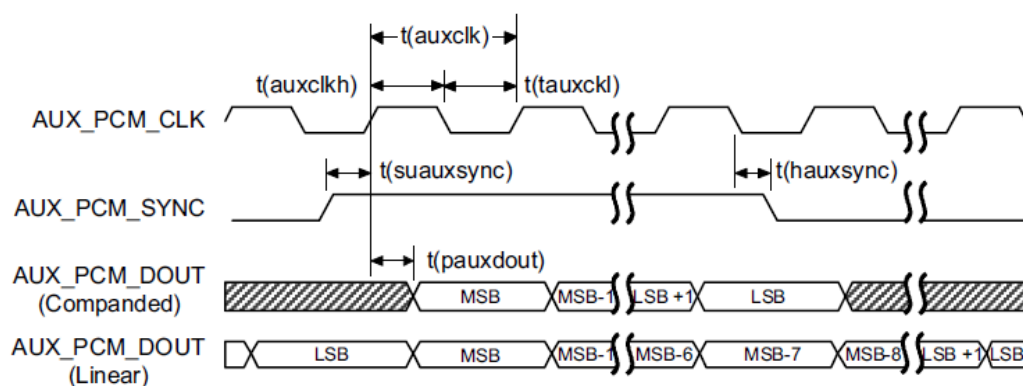 t(auxclk)
t(auxclkh) t(tauxckl)
AUX_PCM_CLK
t(suauxsync) t(hauxsync)
AUX_PCM_SYNC
t(pauxdout)
AUX_PCM_DOUT
(Companded)
MSB MSB-1 LSB +1 LSB
AUX_PCM_DOUT
(Linear)
LSB MSB MSB-1 MSB-6 MSB-7 MSB-8 LSB +1 LSB